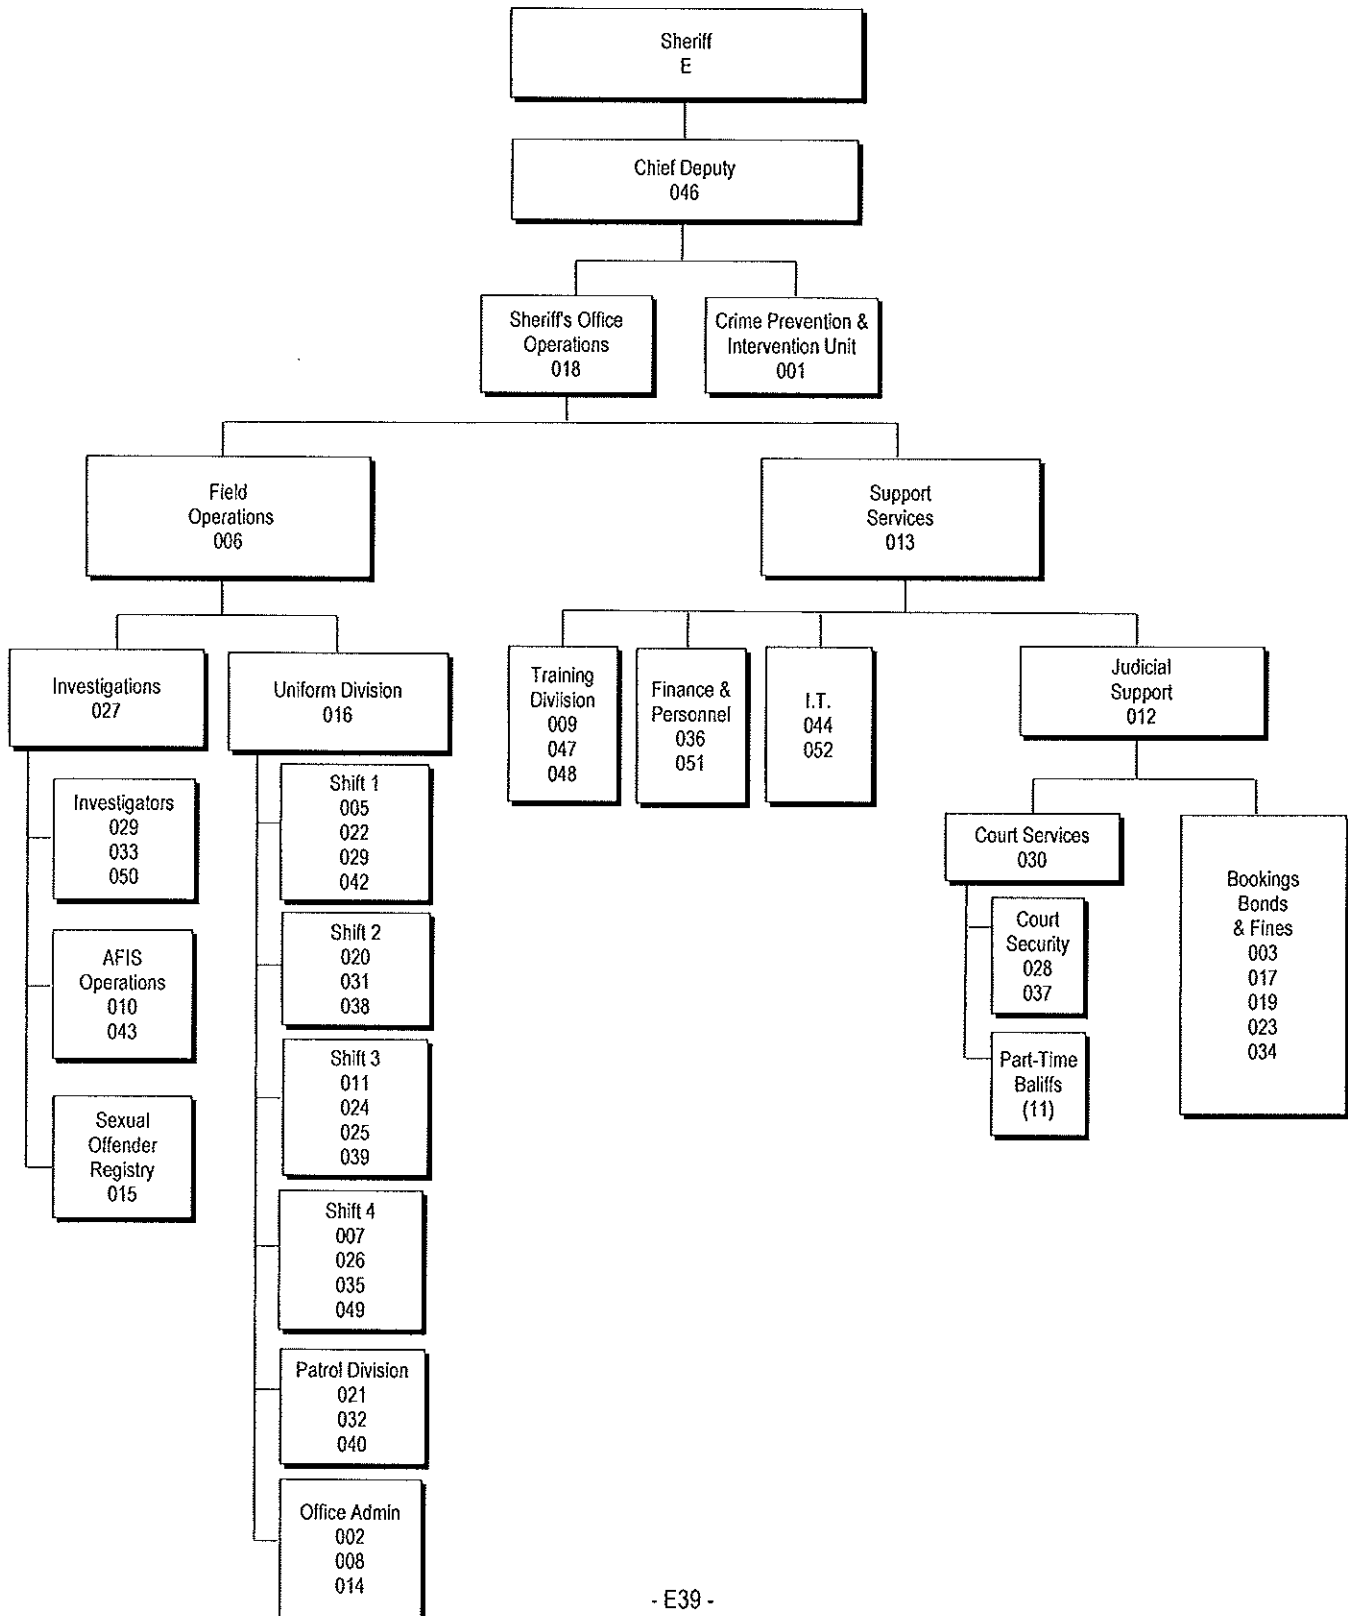 Sheriff
E
Chief Deputy
046
Sheriff's Office
Operations
018
Crime Prevention &
Intervention Unit
001
Field
Operations
006
Support
Services
013
Investigations
027
Uniform Division
016
Training
Diviision
009
047
048
Finance &
Personnel
036
051
I.T.
044
052
Judicial
Support
012
Investigators
029
033
050
AFIS
Operations
010
043
Sexual
Offender
Registry
015
Shift 1
005
022
029
042
Shift 2
020
031
038
Shift 3
011
024
025
039
Shift 4
007
026
035
049
Patrol Division
021
032
040
Office Admin
002
008
014
Court Services
030
Court
Security
028
037
Part-Time
Baliffs
(11)
Bookings
Bonds
& Fines
003
017
019
023
034
- E39 -